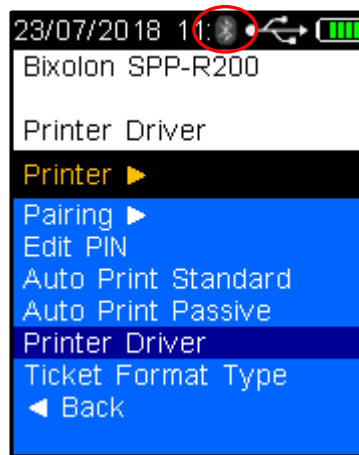 23/07/2018 11:
Bixolon SPP-R200
Printer Driver
Printer ▶
Pairing ▶
Edit PIN
Auto Print Standard
Auto Print Passive
Printer Driver
Ticket Format Type
◀ Back